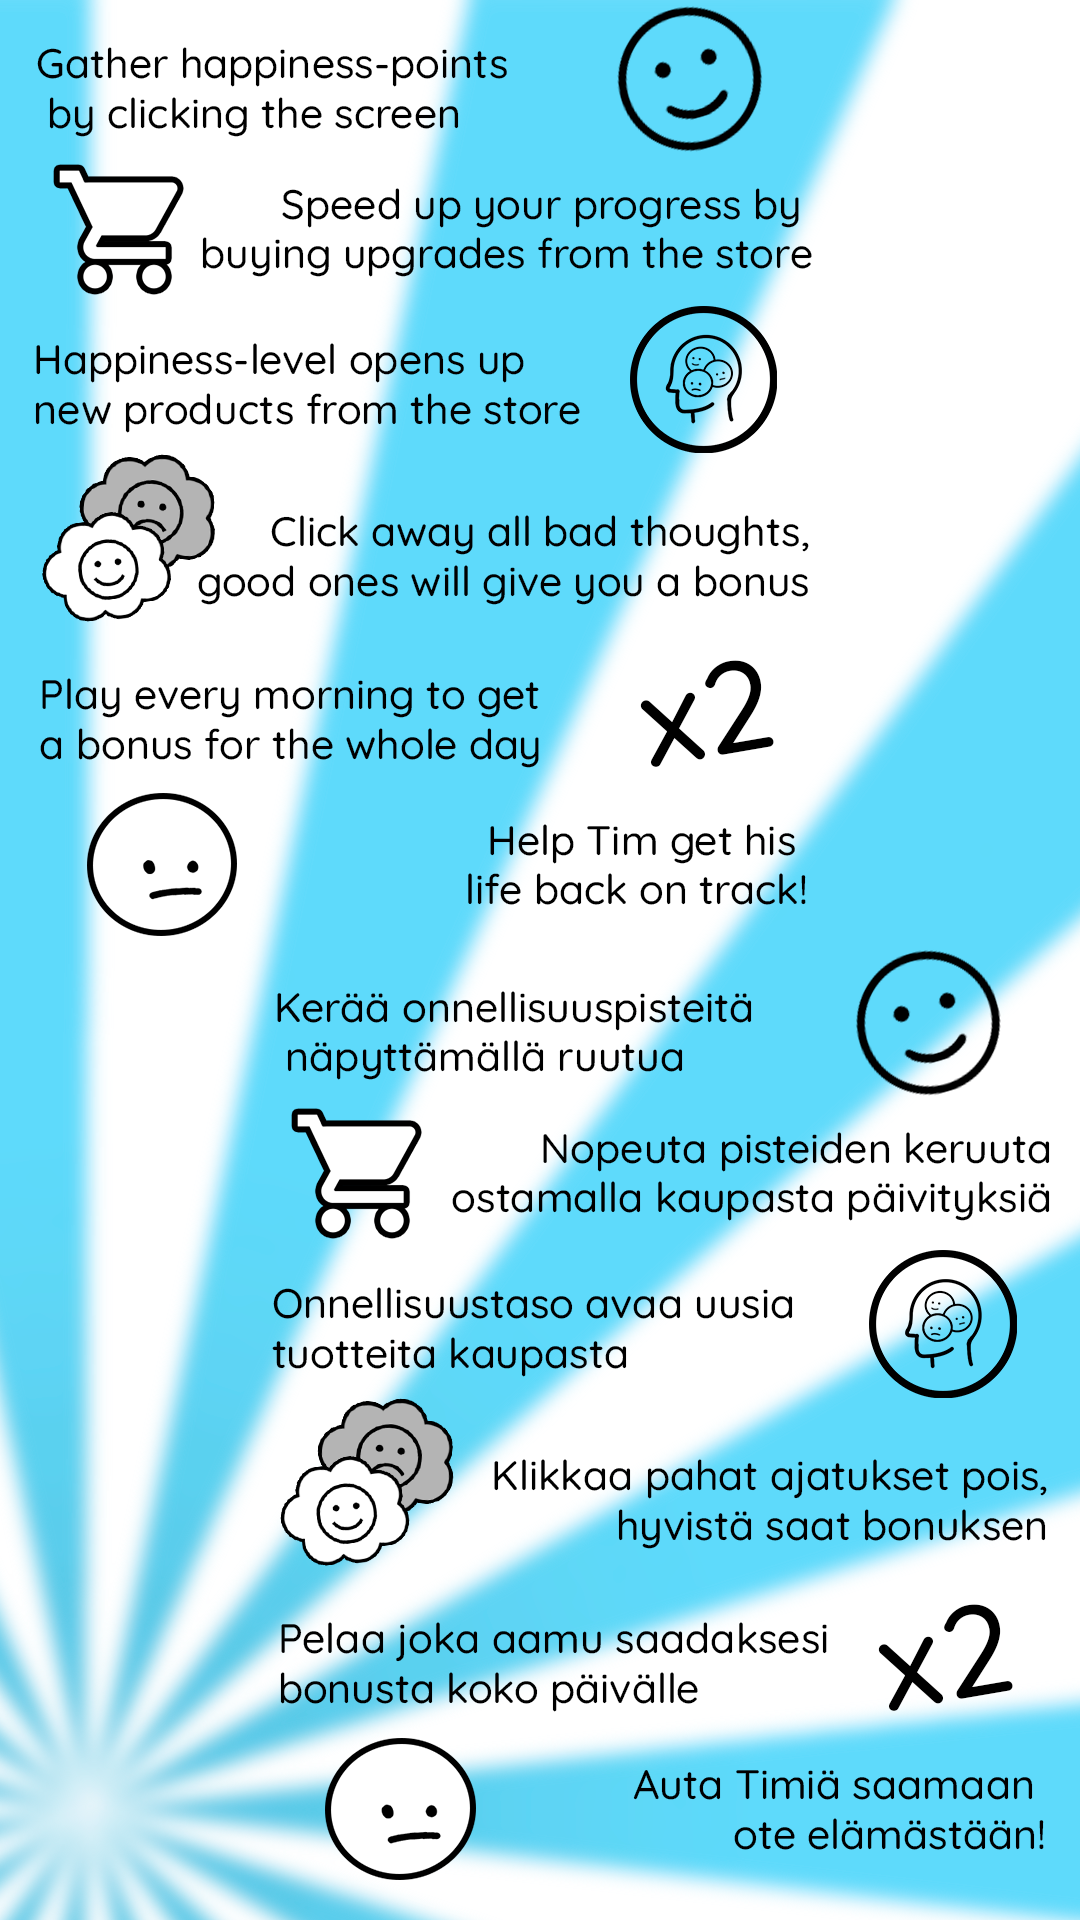 Gather happiness-points
by clicking the screen
Speed up your progress by
buying upgrades from the store
Happiness-level opens up
new products from the store
Click away all bad thoughts,
good ones will give you a bonus
Play every morning to get
a bonus for the whole day
x2
Help Tim get his
life back on track!
Kerää onnellisuuspisteitä
näpyttämällä ruutua
Nopeuta pisteiden keruuta
ostamalla kaupasta päivityksiä
Onnellisuustaso avaa uusia
tuotteita kaupasta
Klikkaa pahat ajatukset pois,
hyvistä saat bonuksen
Pelaa joka aamu saadaksesi
bonusta koko päivälle
x2
Auta Timiä saamaan
ote elämästään!